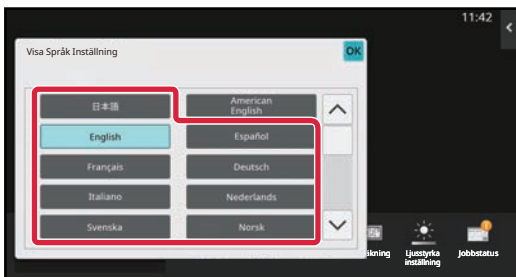 11:42
Visa Språk Inställning
OK
日本語
American
English
English
Español
Français
Deutsch
Italiano
Nederlands
Svenska
Norsk
kning
Ljusstyrka
inställning
Jobbstatus